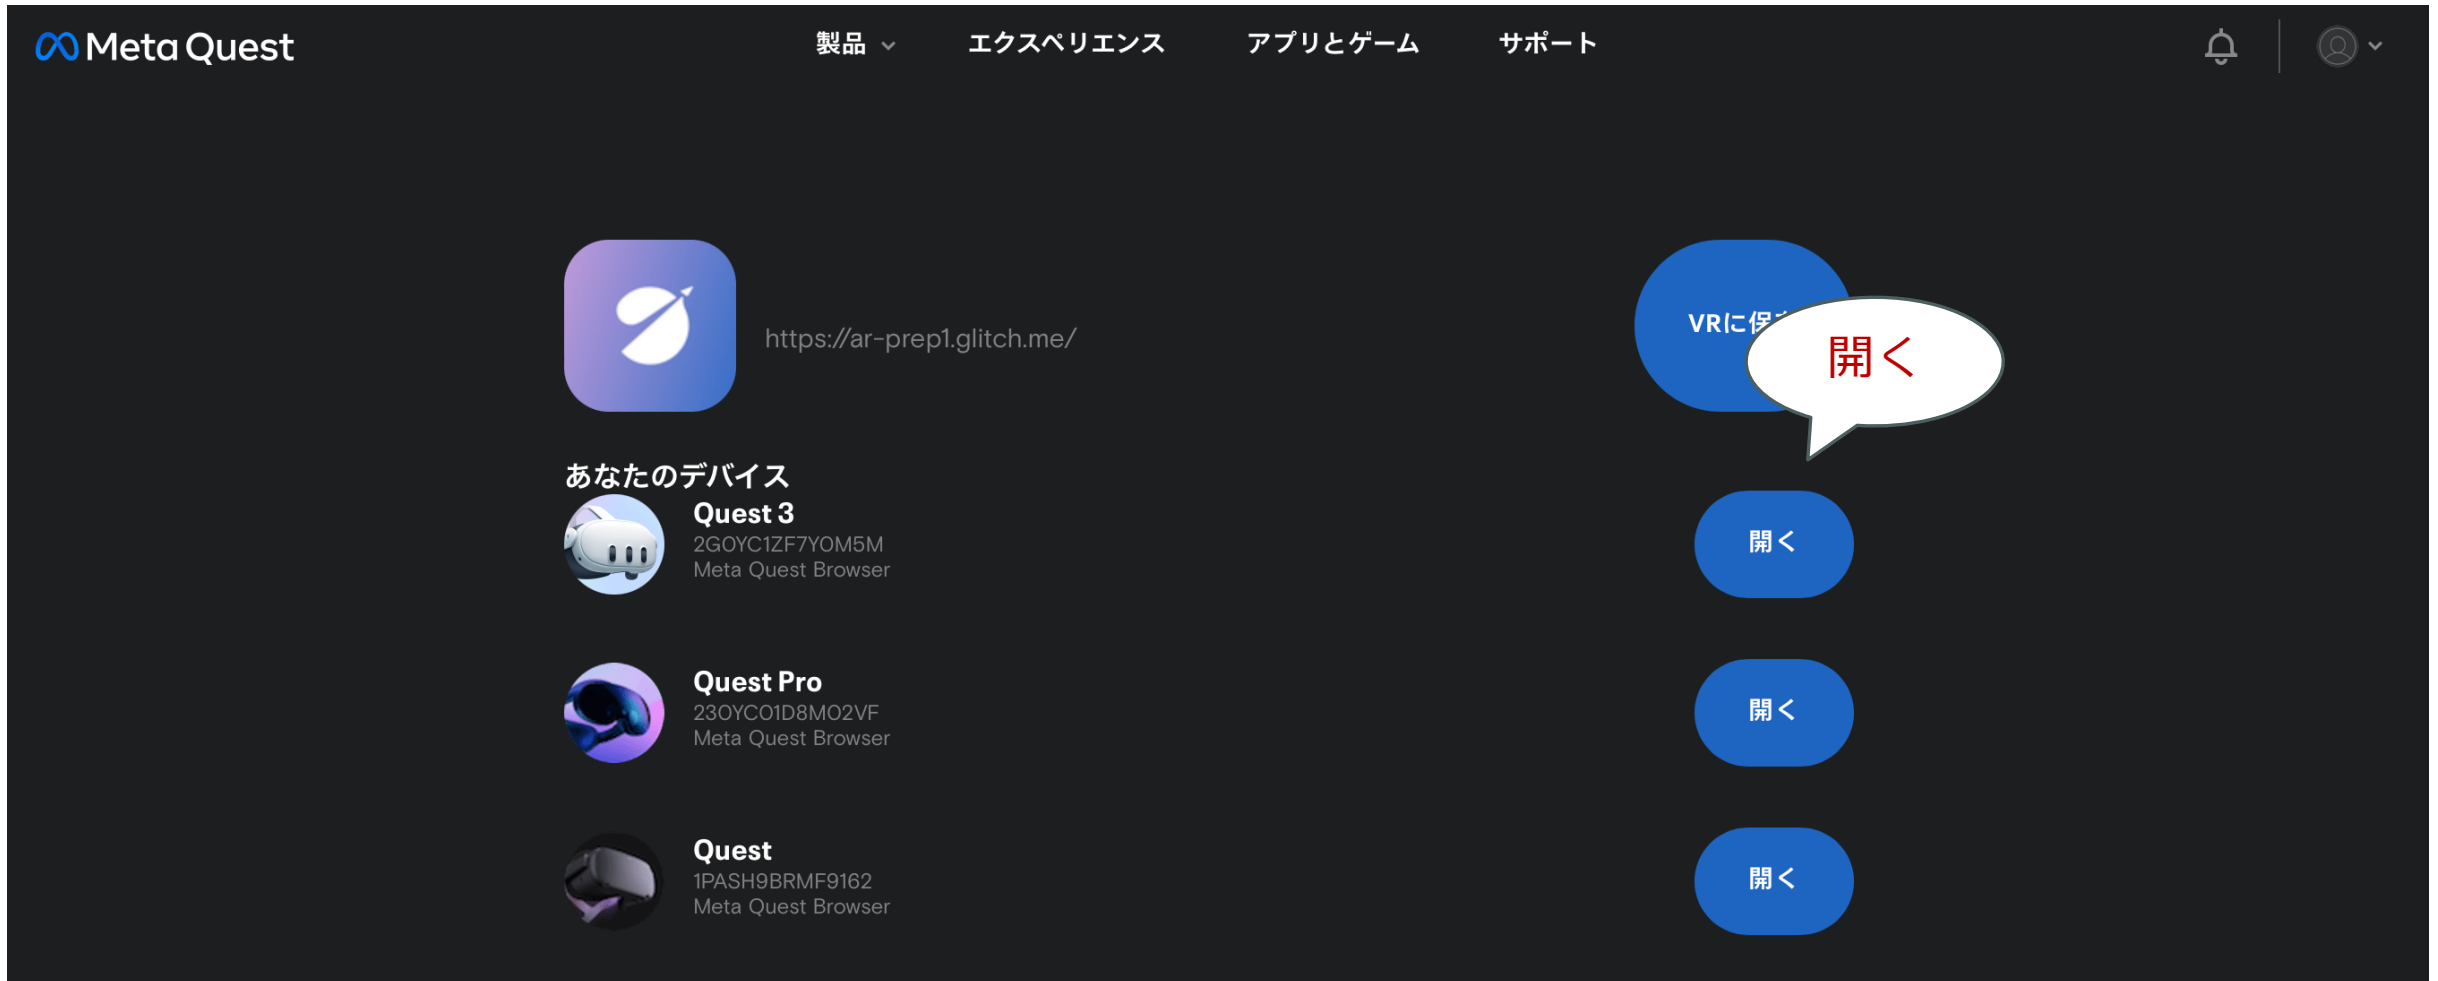 Meta Quest
製品
エクスペリエンス
アプリとゲーム
サポート
https://ar-prep1.glitch.me/
VRに保
開く
あなたのデバイス
Quest 3
2G0YC1ZF7Y0M5M
Meta Quest Browser
開く
Quest Pro
230YC01D8M02VF
Meta Quest Browser
開く
Quest
1PASH9BRMF9162
Meta Quest Browser
開く